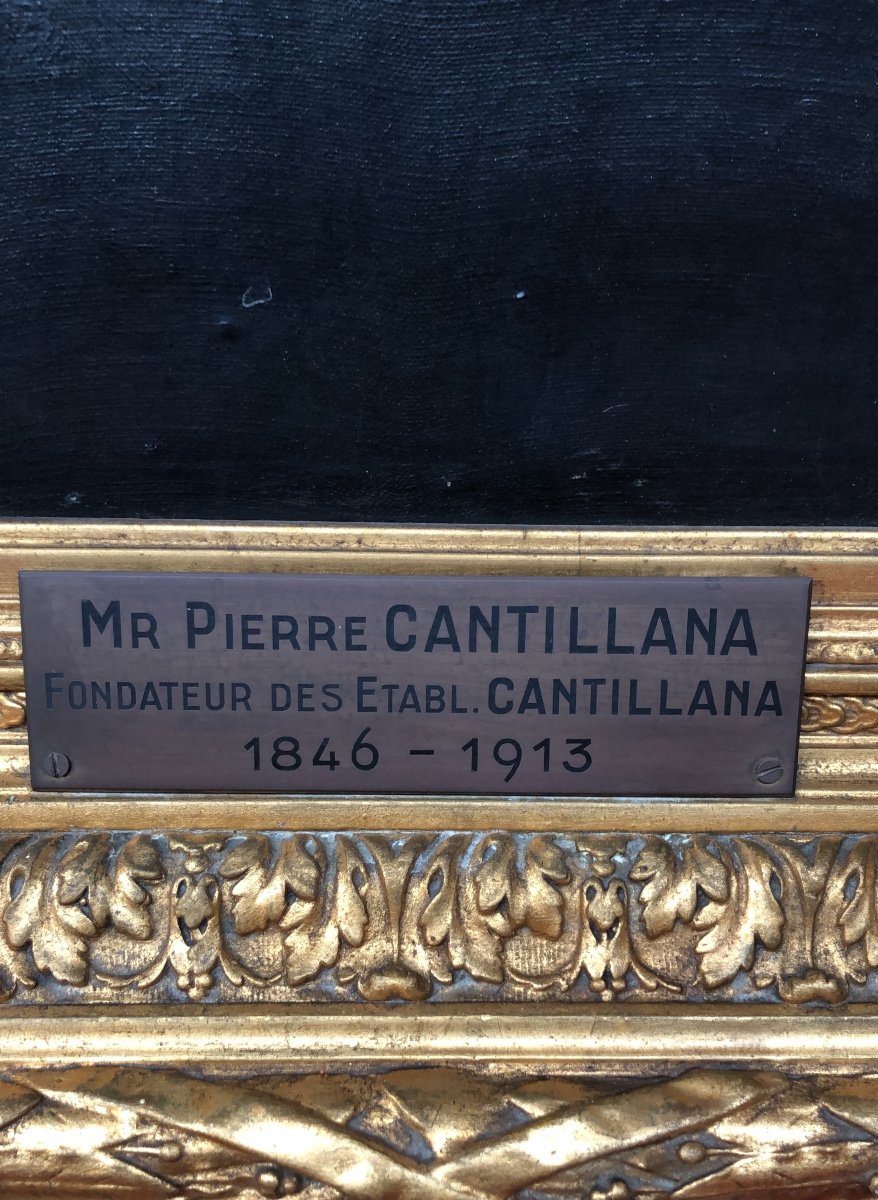 MR PIERRE CANTILLANA
FONDATEUR DES ETABL. CANTILLANA
1846 - 1913